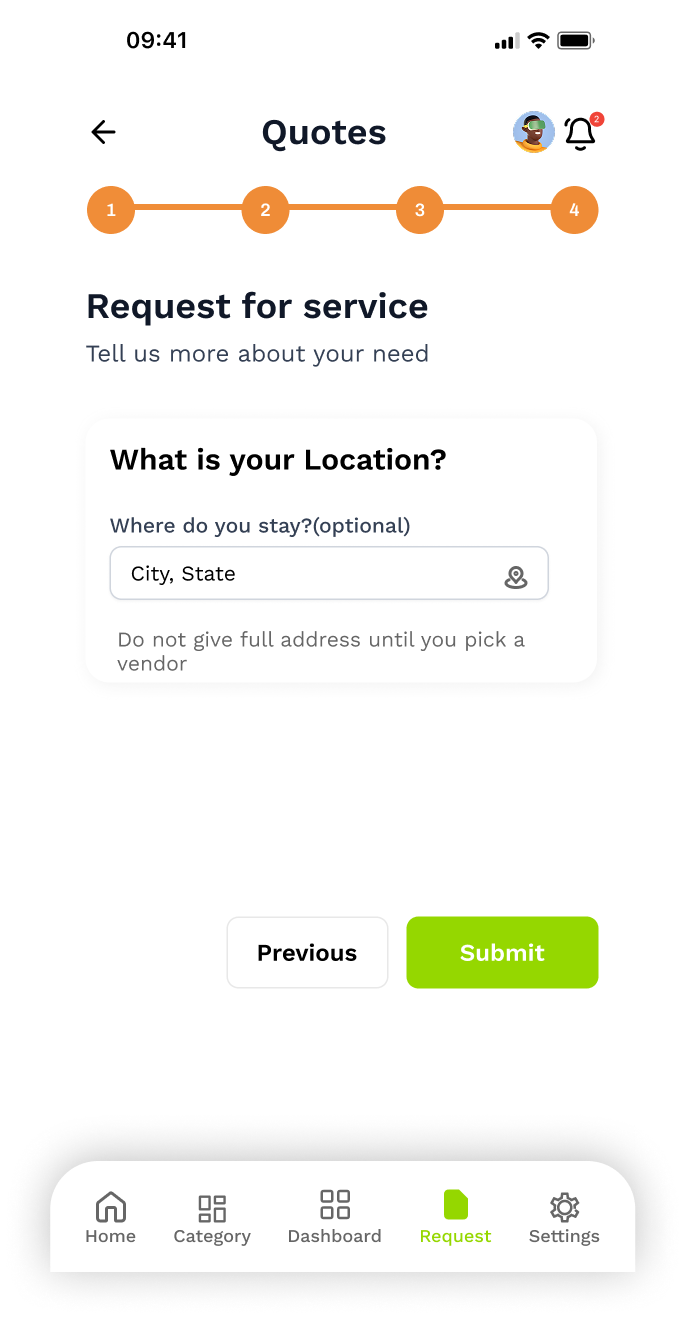 09:41
Quotes
2
1 2 3 4
Request for service
Tell us more about your need
What is your Location?
Where do you stay?(optional)
City, State
Do not give full address until you pick a
vendor
Previous Submit
Home Category Dashboard Request Settings